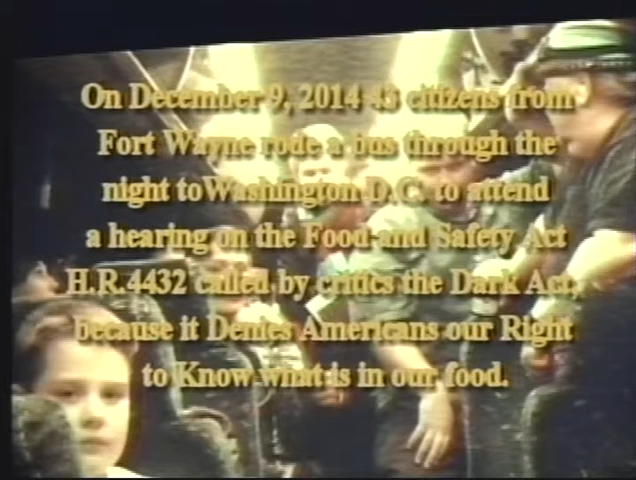 On December 9, 2014 43 citizens from
Fort Wayne rode a bus through the
night toWashington D.C. to attend
a hearing on the Food and Safety Act
H.R.4432 called by critics the Dark Act,
because it Denies Americans our Right
to Know what is in our food.